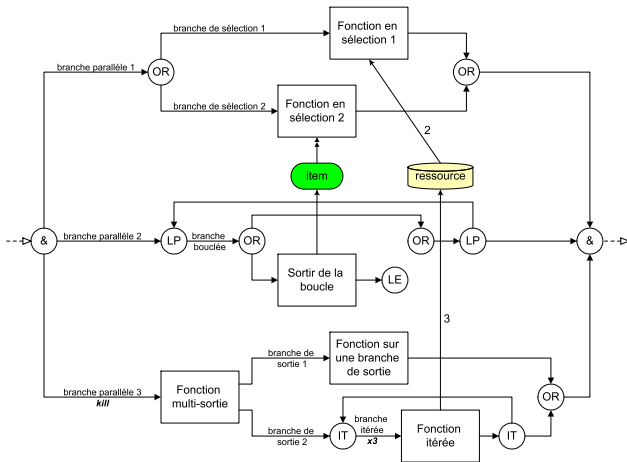 branche de sélection 1
Fonction en
sélection 1
branche parallèle 1
OR
OR
branche de sélection 2
Fonction en
sélection 2
2
item
ressource
&
branche parallèle 2
LP
branche
bouclée
OR
OR
LP
&
Sortir de la
boucle
LE
3
branche de
sortie 1
Fonction sur
une branche
de sortie
branche parallèle 3
kill
Fonction
multi-sortie
OR
branche de
sortie 2
IT
branche
itérée
x3
Fonction
itérée
IT